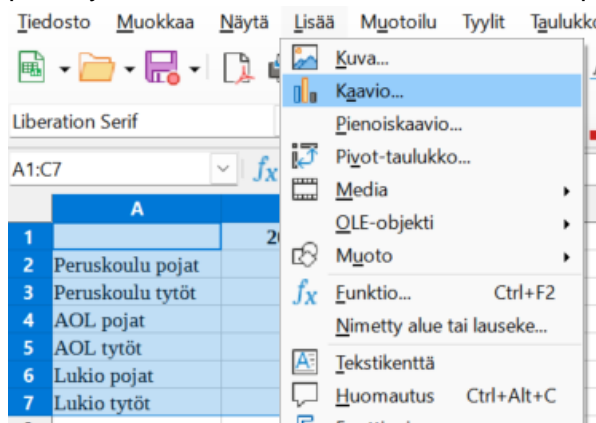 Tiedosto Muokkaa Näytä Lisää Muotoilu Tyylit Taulukko
Kuva...
Kaavio...
Liberation Serif
Pienoiskaavio...
A1:C7 fx Pivot-taulukko...
Media
A OLE-objekti
1 Muoto
2 Peruskoulu pojat
3 Peruskoulu tytöt fx Funktio... Ctrl+F2
4 AOL pojat Nimetty alue tai lauseke...
5 AOL tytöt Tekstikenttä
6 Lukio pojat
7 Lukio tytöt Huomautus Ctrl+Alt+C